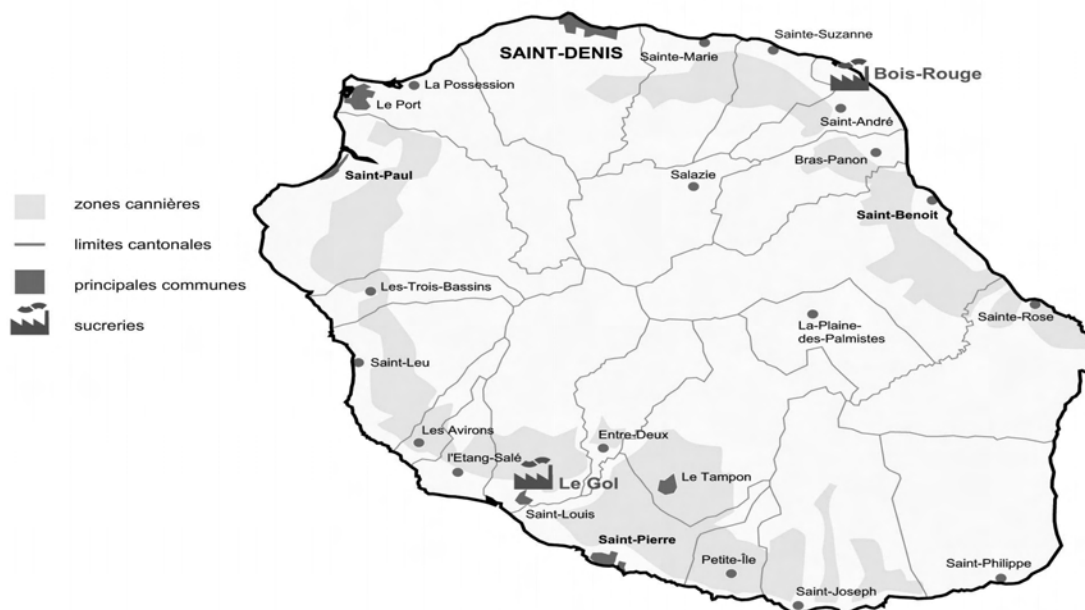 SAINT-DENIS
Sainte-Marie
Sainte-Suzanne
Bois-Rouge
La Possession
Le Port
Saint-André
Bras-Panon
Saint-Paul
Salazie
Saint-Benoit
zones cannières
limites cantonales
principales communes
sucreries
Les-Trois-Bassins
Sainte-Rose
La-Plaine-
des-Palmistes
Saint-Leu
Les Avirons
Entre-Deux
l'Etang-Salé
Le Gol
Le Tampon
Saint-Louis
Saint-Pierre
Petite-Île
Saint-Philippe
Saint-Joseph